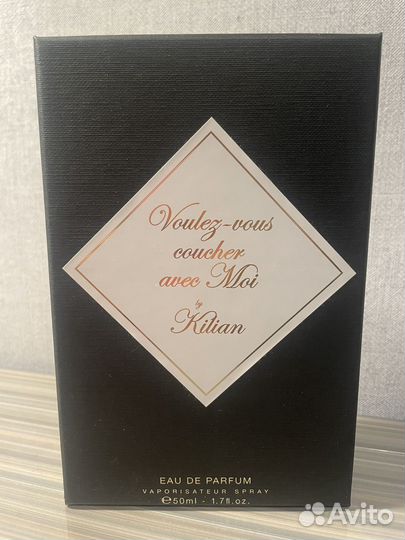 Voulez-vous
coucher
avec Moi
by
Kilian
EAU DE PARFUM
VAPORISATEUR SPRAY
℮50ml - 1.7fl.oz.
Avito